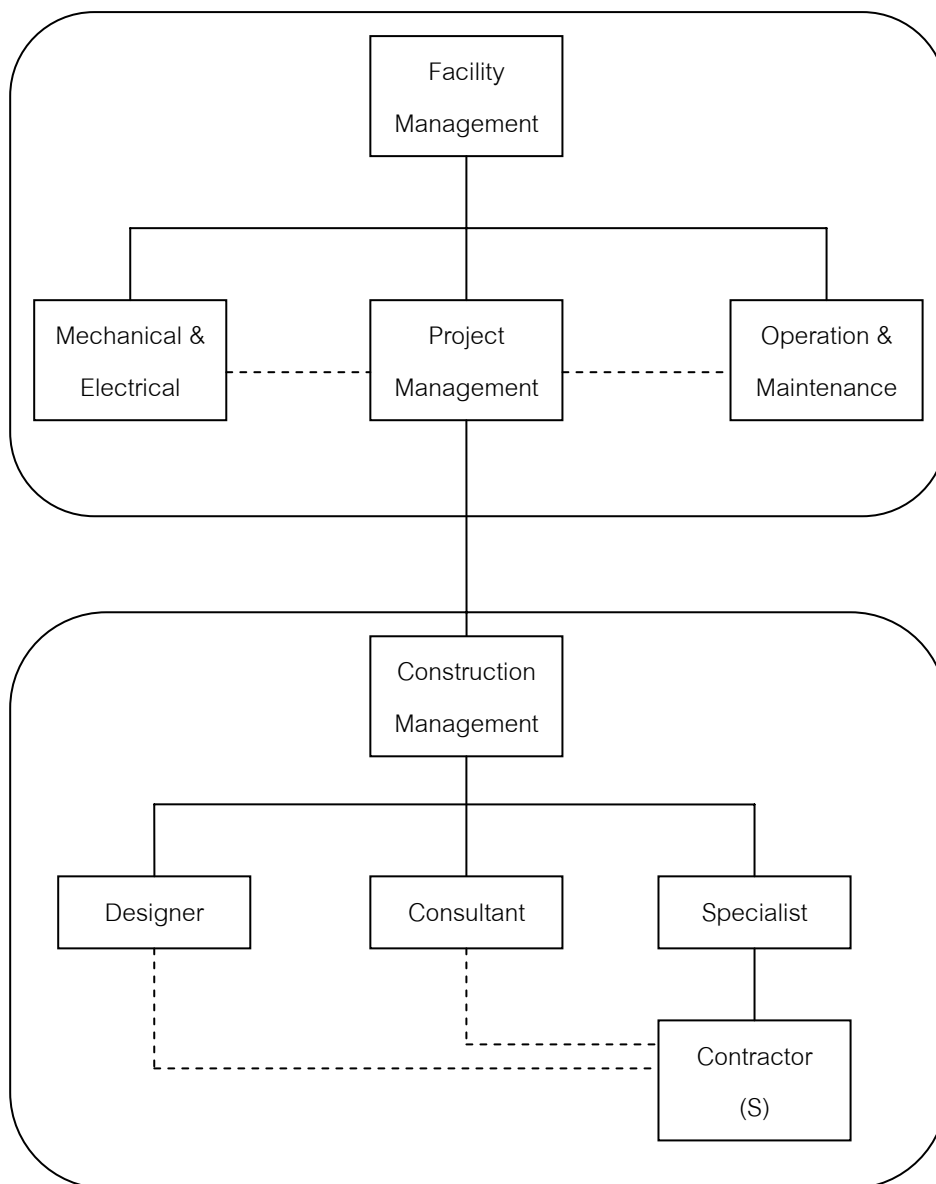 Facility
Management
Mechanical &
Electrical
Project
Management
Operation &
Maintenance
Construction
Management
Designer
Consultant
Specialist
Contractor
(S)